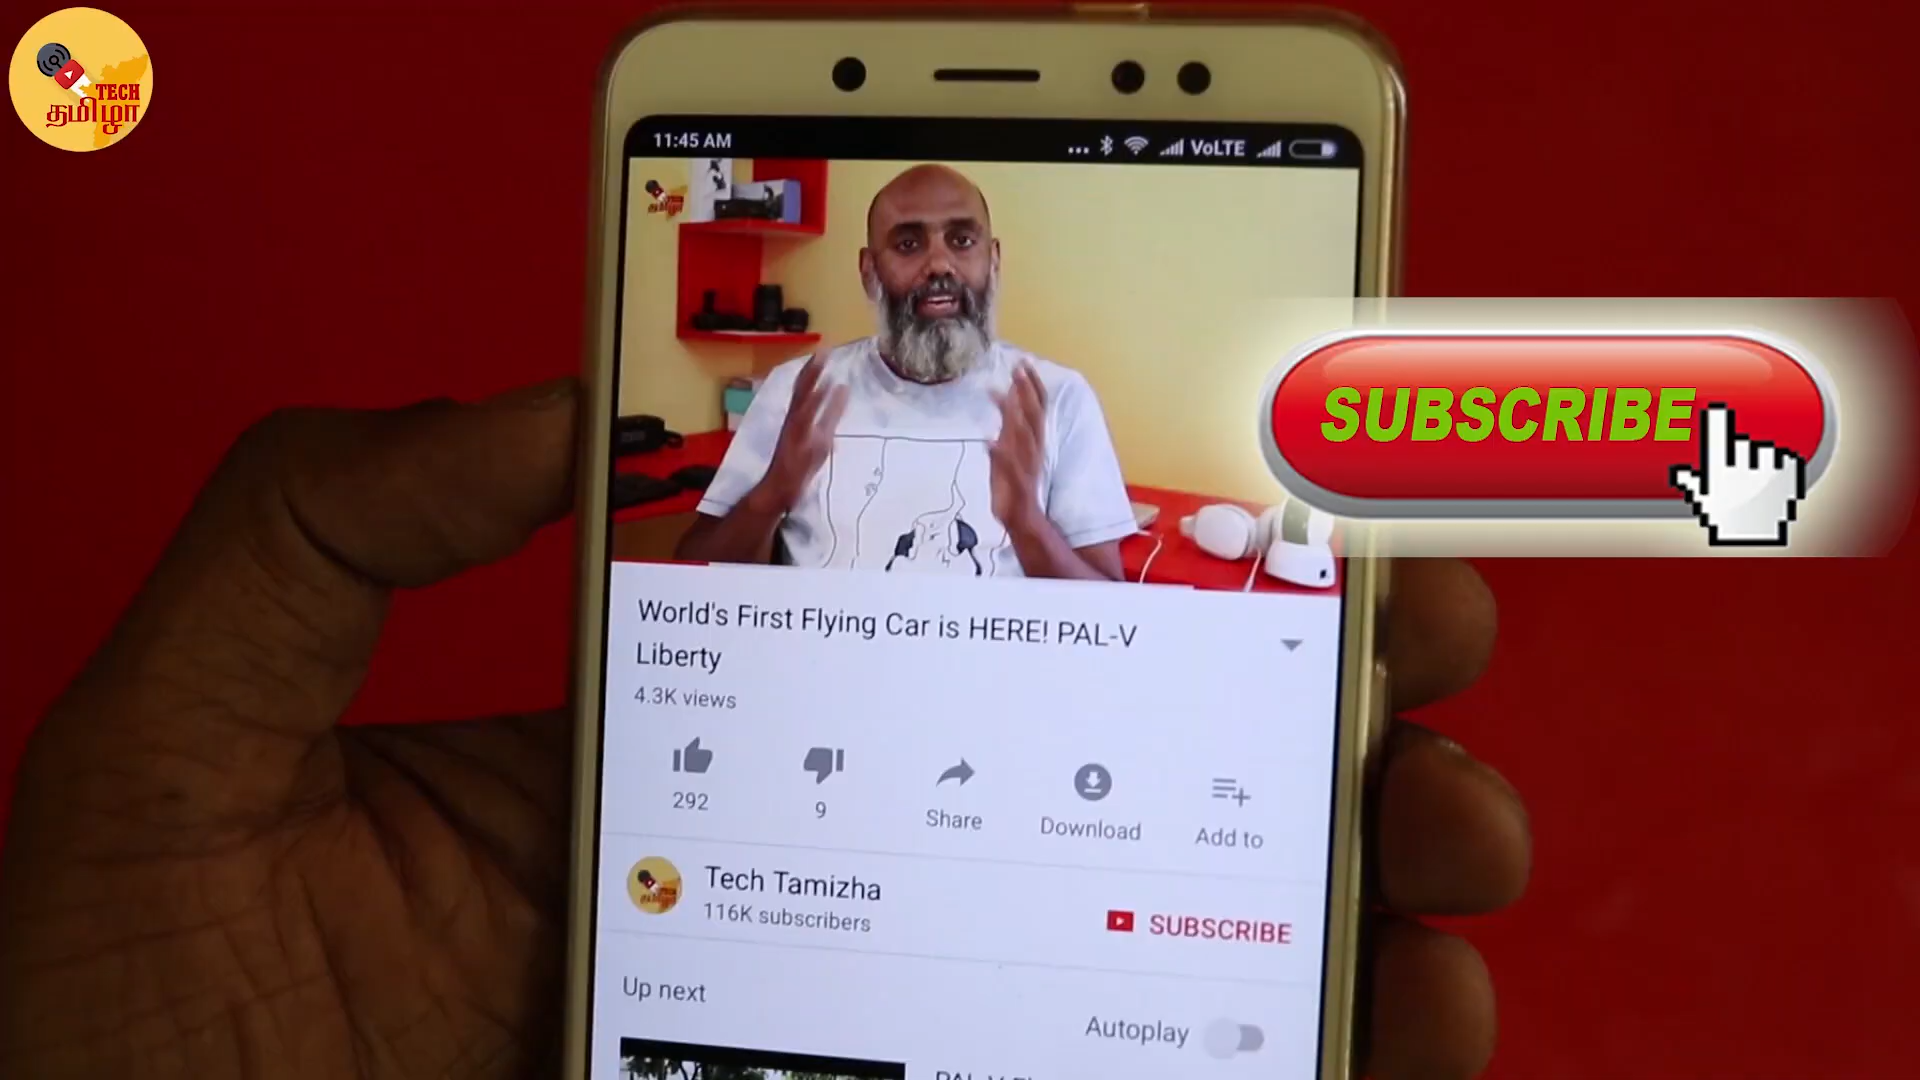 TECH
தமிழா
11:45 AM
VoLTE
SUBSCRIBE
World's First Flying Car is HERE! PAL-V
Liberty
4.3K views
292
9
Share
Download
Add to
Tech Tamizha
116K subscribers
SUBSCRIBE
Up next
Autoplay